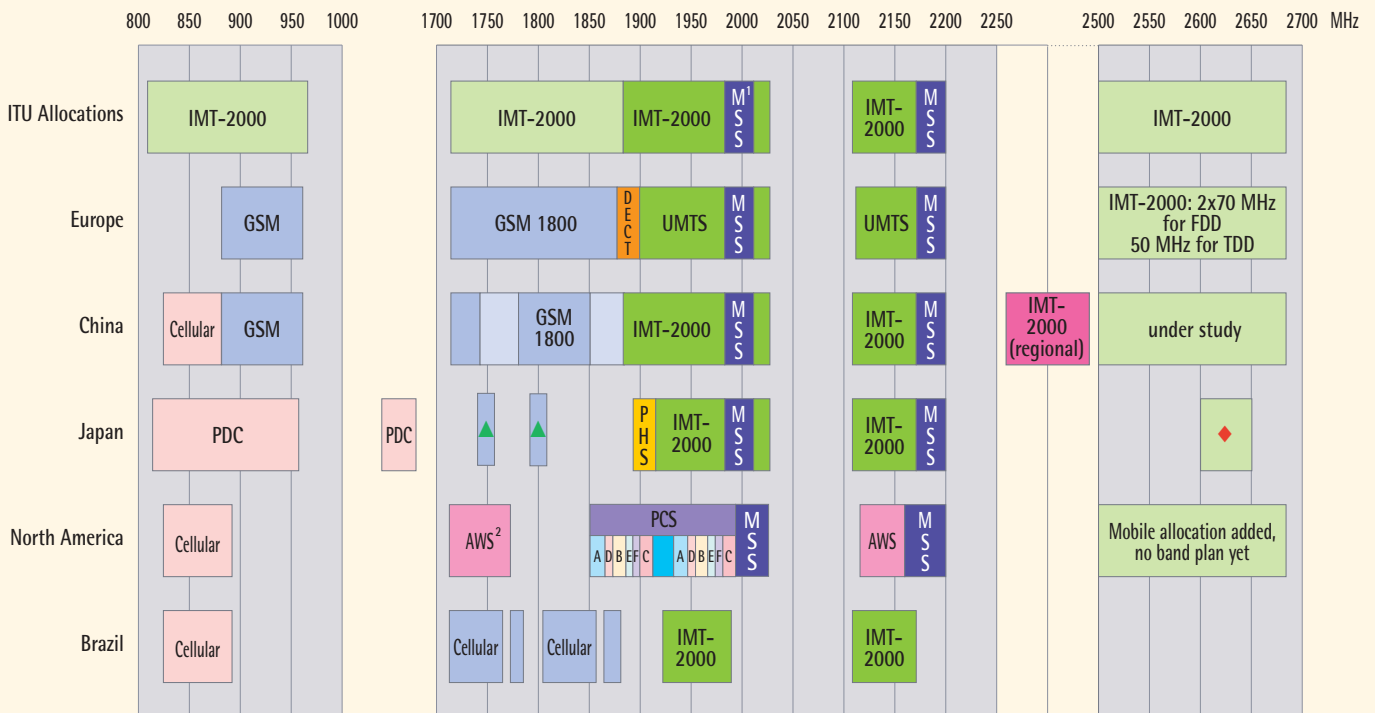 800 850 900 950 1000 1700 1750 1800 1850 1900 1950 2000 2050 2100 2150 2200 2250 2500 2550 2600 2650 2700 MHz
ITU Allocations
IMT-2000
IMT-2000
IMT-2000
M¹
S
S
IMT-
2000
M
S
S
IMT-2000
Europe
GSM
GSM 1800
D
E
C
T
UMTS
M
S
S
UMTS
M
S
S
IMT-2000: 2x70 MHz
for FDD
50 MHz for TDD
China
Cellular
GSM
GSM
1800
IMT-2000
M
S
S
IMT-
2000
M
S
S
IMT-
2000
(regional)
under study
Japan
PDC
PDC
P
H
S
IMT-
2000
M
S
S
IMT-
2000
M
S
S
North America
Cellular
AWS²
PCS
A D B E F C A D B E F C
M
S
S
AWS
M
S
S
Mobile allocation added,
no band plan yet
Brazil
Cellular
Cellular
Cellular
IMT-
2000
IMT-
2000